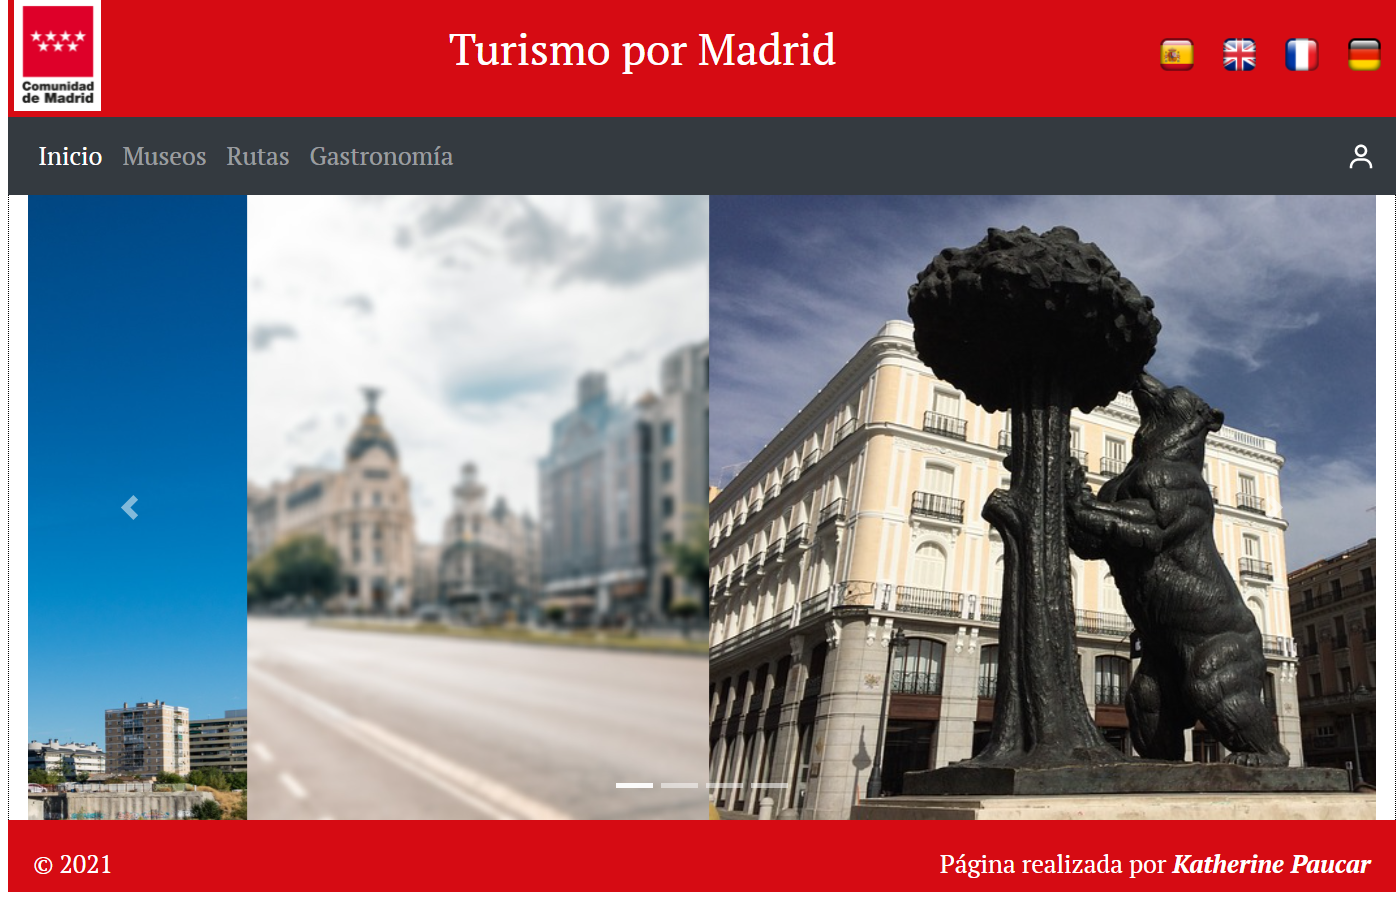 Comunidad
de Madrid
Turismo por Madrid
Inicio Museos Rutas Gastronomía
© 2021
Página realizada por Katherine Paucar